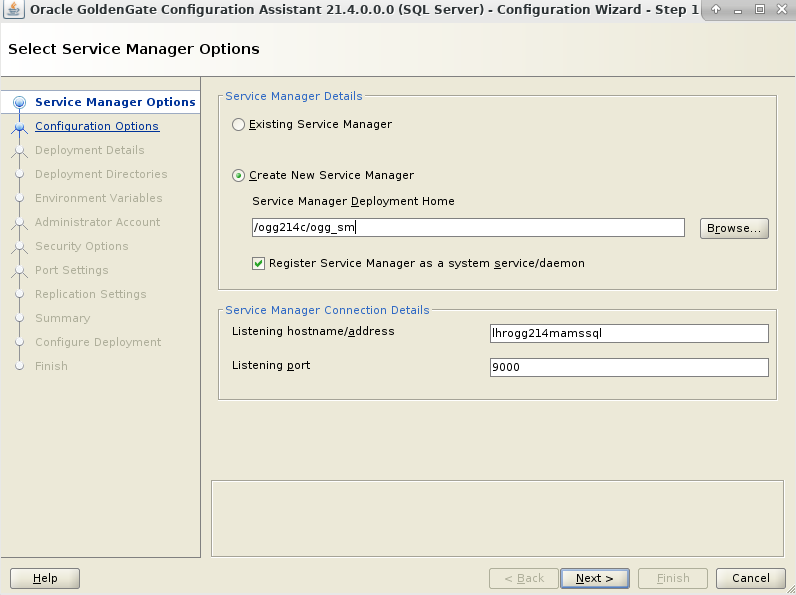 Oracle GoldenGate Configuration Assistant 21.4.0.0.0 (SQL Server) - Configuration Wizard - Step 1
Select Service Manager Options
Service Manager Options
Configuration Options
Deployment Details
Deployment Directories
Environment Variables
Administrator Account
Security Options
Port Settings
Replication Settings
Summary
Configure Deployment
Finish
Service Manager Details
Existing Service Manager
Create New Service Manager
Service Manager Deployment Home
/ogg214c/ogg_sm
Browse...
Register Service Manager as a system service/daemon
Service Manager Connection Details
Listening hostname/address
lhrogg214mamssql
Listening port
9000
Help
< Back
Next >
Finish
Cancel